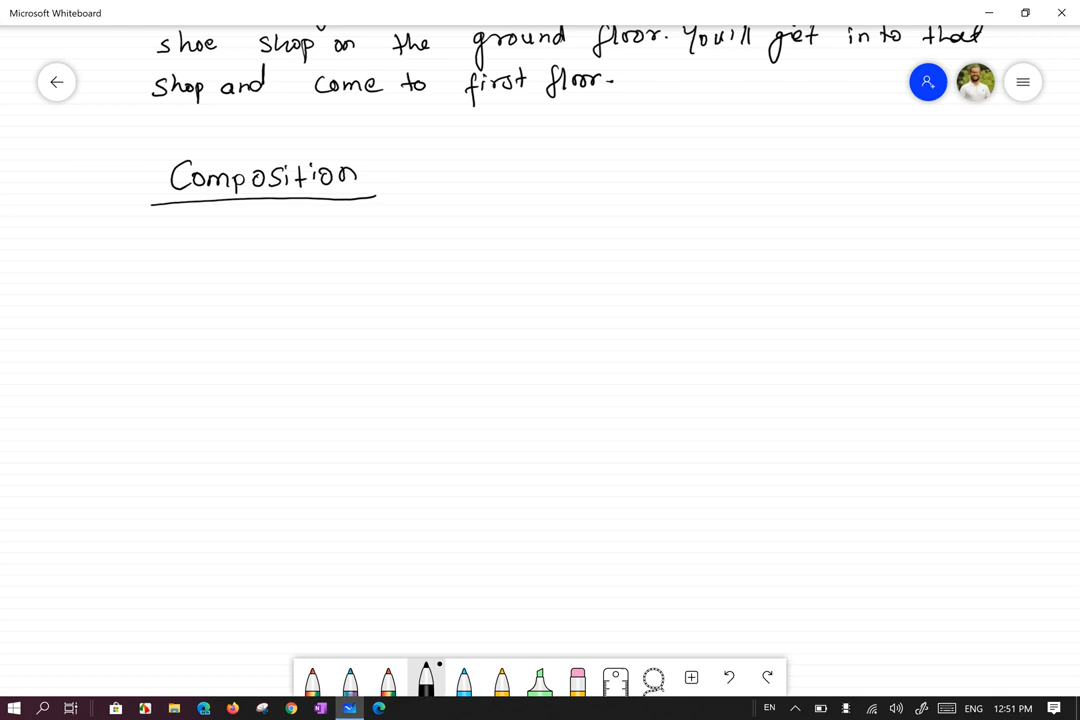 Microsoft Whiteboard
shoe shop on the ground floor. You'll get into that
shop and come to first floor.
Composition
EN
ENG 12:51 PM